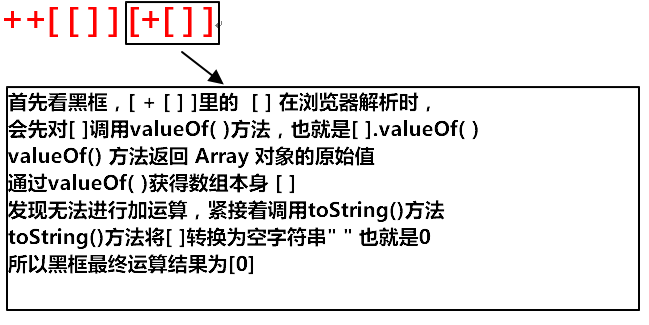 ++[[]][+[]]
首先看黑框，[ + [ ] ]里的 [ ] 在浏览器解析时，
会先对[ ]调用valueOf( )方法，也就是[ ].valueOf( )
valueOf() 方法返回 Array 对象的原始值
通过valueOf( )获得数组本身 [ ]
发现无法进行加运算，紧接着调用toString()方法
toString()方法将[ ]转换为空字符串" " 也就是0
所以黑框最终运算结果为[0]